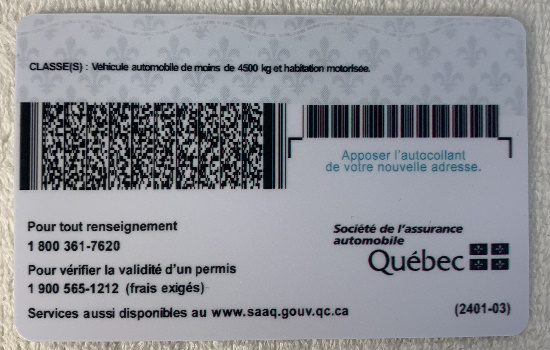 CLASSE(S) : Véhicule automobile de moins de 4500 kg et habitation motorisée.
Apposer l'autocollant
de votre nouvelle adresse.
Pour tout renseignement
1 800 361-7620
Pour vérifier la validité d'un permis
1 900 565-1212 (frais exigés)
Services aussi disponibles au www.saaq.gouv.qc.ca
Société de l'assurance
automobile
Québec
(2401-03)